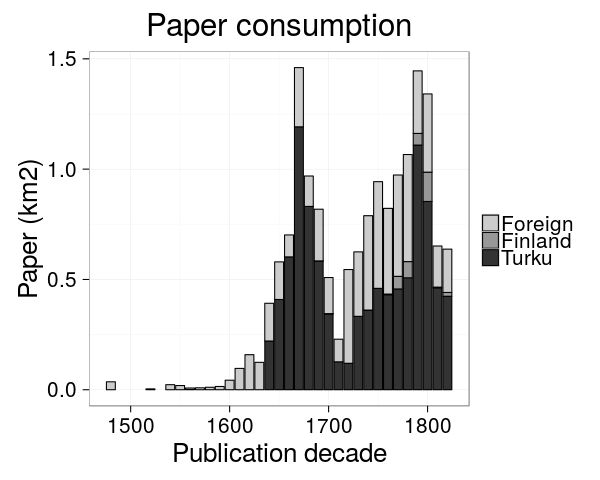 Paper consumption
1.5
1.0
0.5
0.0
Paper (km2)
1500 1600 1700 1800
Publication decade
Foreign
Finland
Turku